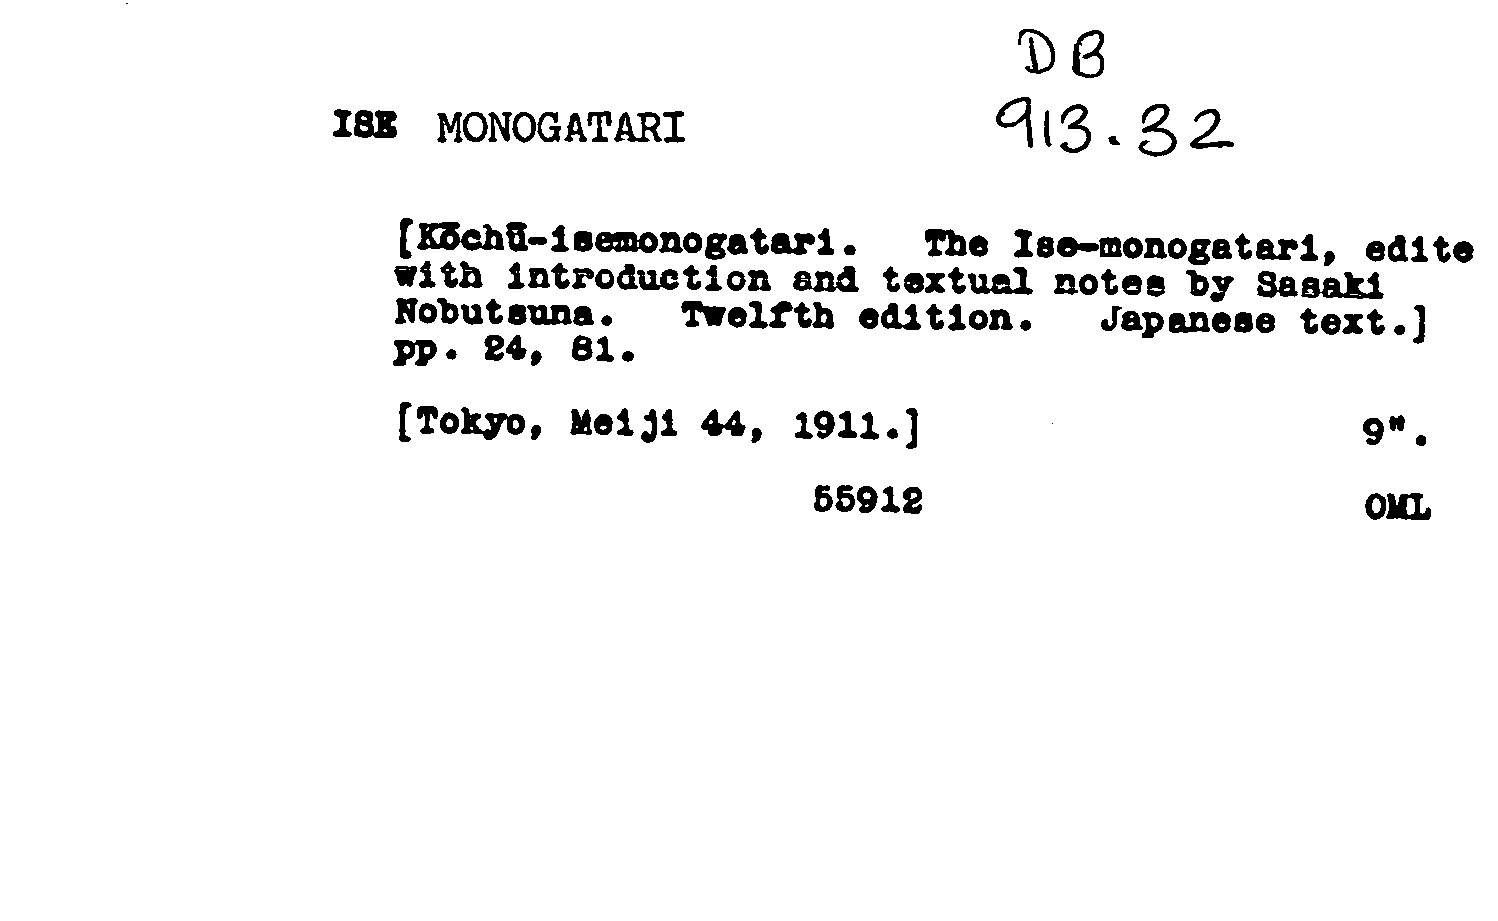 DB
ISE MONOGATARI 913.32
[Kōchū-isemonogatari. The Ise-monogatari, edite
with introduction and textual notes by Sasaki
Nobutsuna. Twelfth edition. Japanese text.]
pp. 24, 81.
[Tokyo, Meiji 44, 1911.] 9".
55912 OML